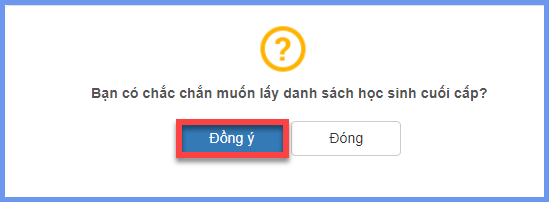 ?
Bạn có chắc chắn muốn lấy danh sách học sinh cuối cấp?
Đồng ý Đóng